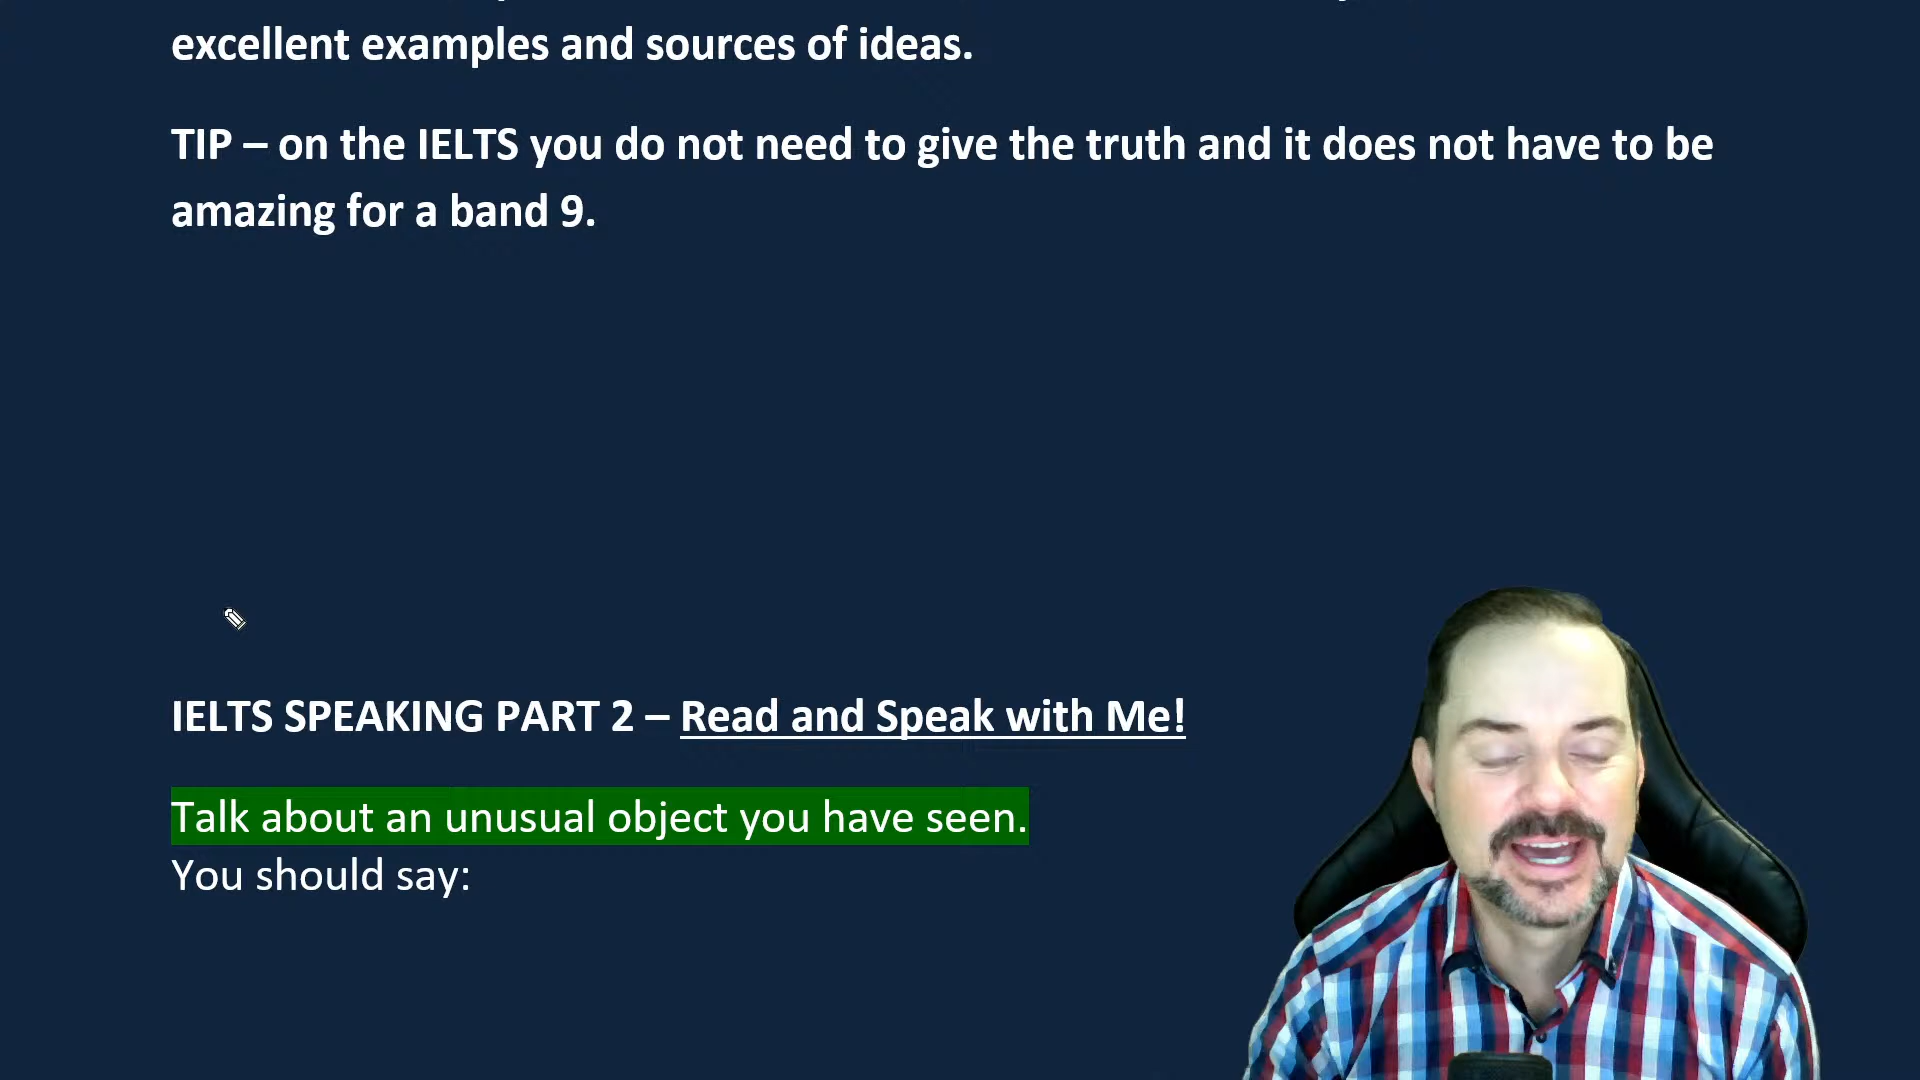 excellent examples and sources of ideas.
TIP – on the IELTS you do not need to give the truth and it does not have to be
amazing for a band 9.
IELTS SPEAKING PART 2 – Read and Speak with Me!
Talk about an unusual object you have seen.
You should say: